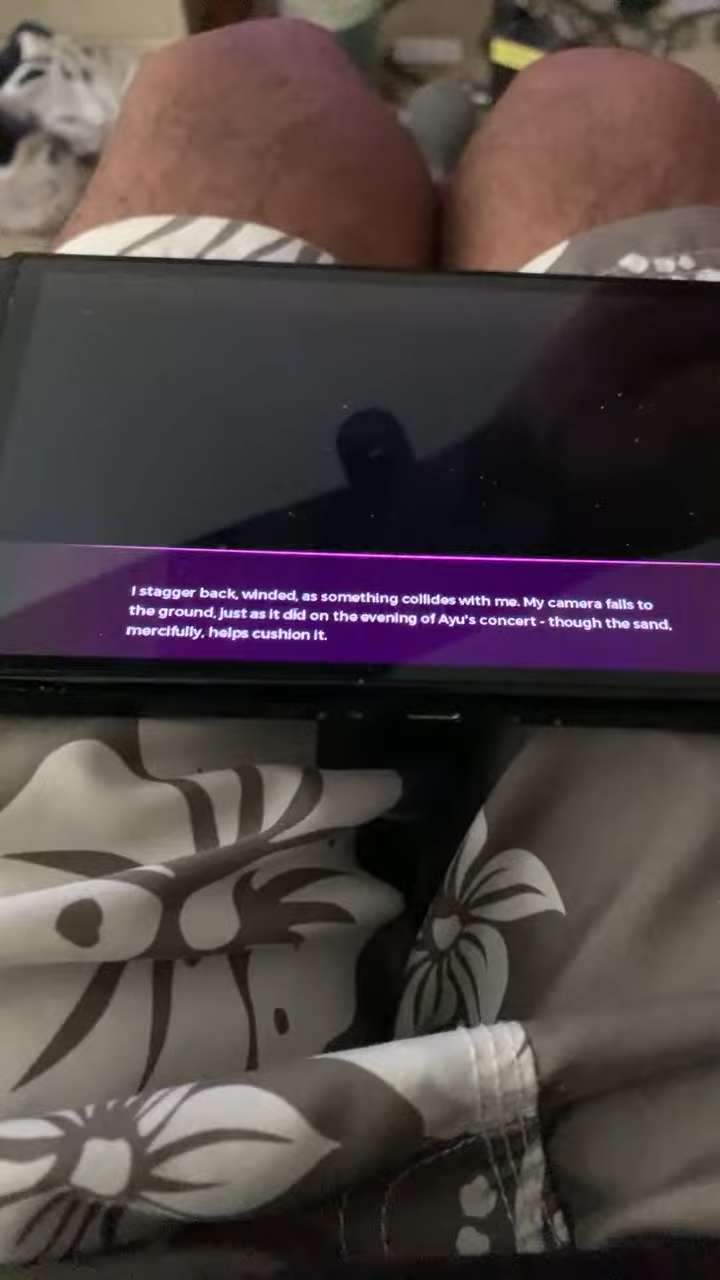 I stagger back, winded, as something collides with me. My camera falls to
the ground, just as it did on the evening of Ayu's concert - though the sand,
mercifully, helps cushion it.